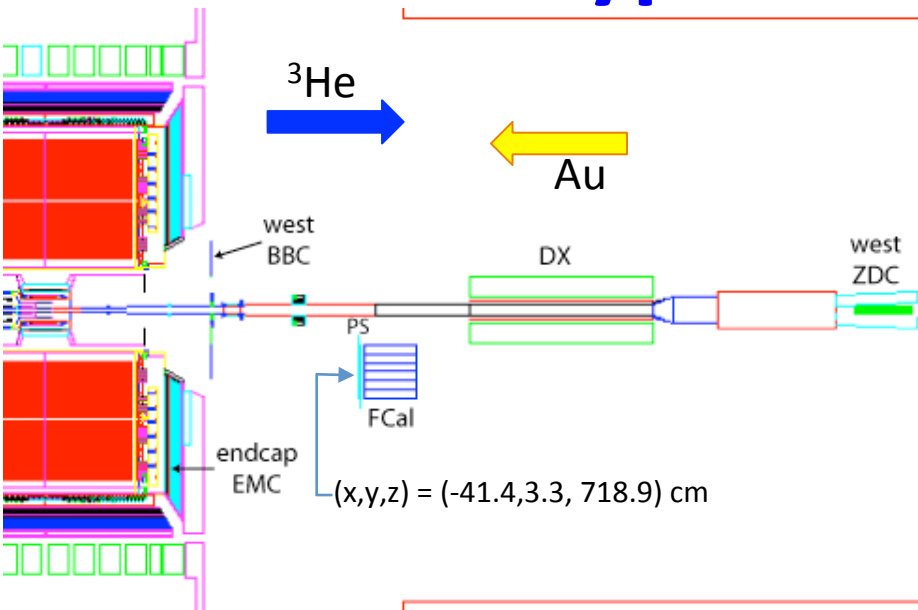 ³He
Au
west
BBC
DX
west
ZDC
PS
FCal
endcap
EMC
(x,y,z) = (-41.4,3.3, 718.9) cm